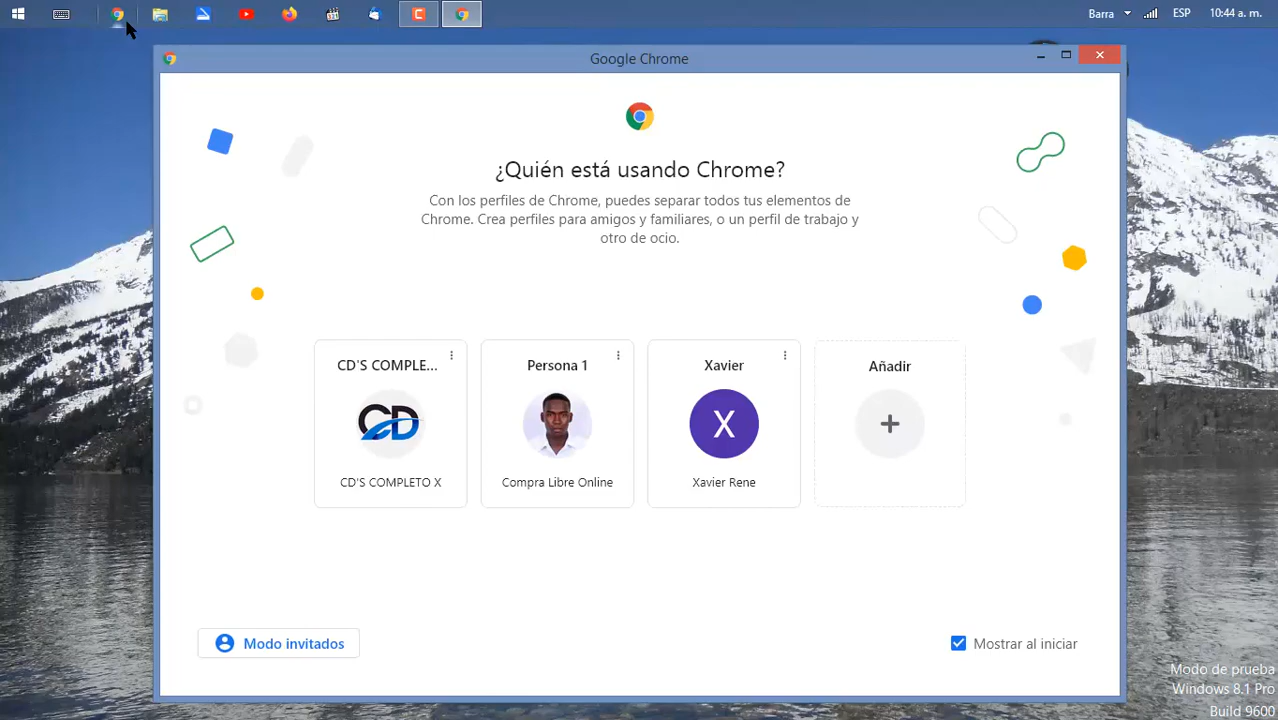 Barra
ESP
10:44 a. m.
Google Chrome
¿Quién está usando Chrome?
Con los perfiles de Chrome, puedes separar todos tus elementos de
Chrome. Crea perfiles para amigos y familiares, o un perfil de trabajo y
otro de ocio.
CD'S COMPLE...
Persona 1
Xavier
Añadir
CD
X
CD'S COMPLETO X
Compra Libre Online
Xavier Rene
Modo invitados
Mostrar al iniciar
Modo de prueba
Windows 8.1 Pro
Build 9600